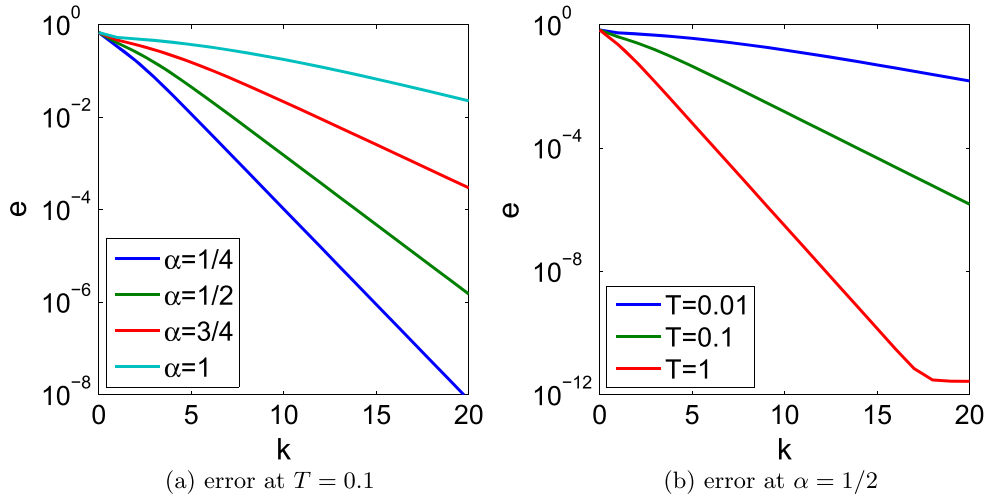 10^0
10^−2
10^−4
10^−6
10^−8
e
0 5 10 15 20
k
α=1/4
α=1/2
α=3/4
α=1
(a) error at T = 0.1
10^0
10^−4
10^−8
10^−12
e
0 5 10 15 20
k
T=0.01
T=0.1
T=1
(b) error at α = 1/2